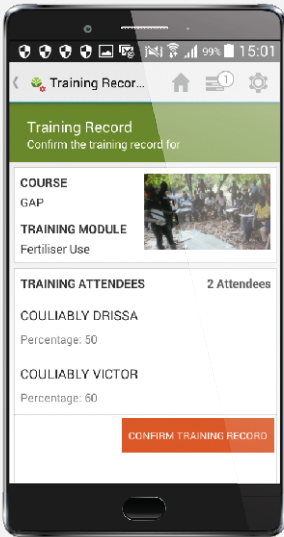 99% 15:01
Training Recor... 1
Training Record
Confirm the training record for
COURSE
GAP
TRAINING MODULE
Fertiliser Use
TRAINING ATTENDEES 2 Attendees
COULIABLY DRISSA
Percentage: 50
COULIABLY VICTOR
Percentage: 60
CONFIRM TRAINING RECORD